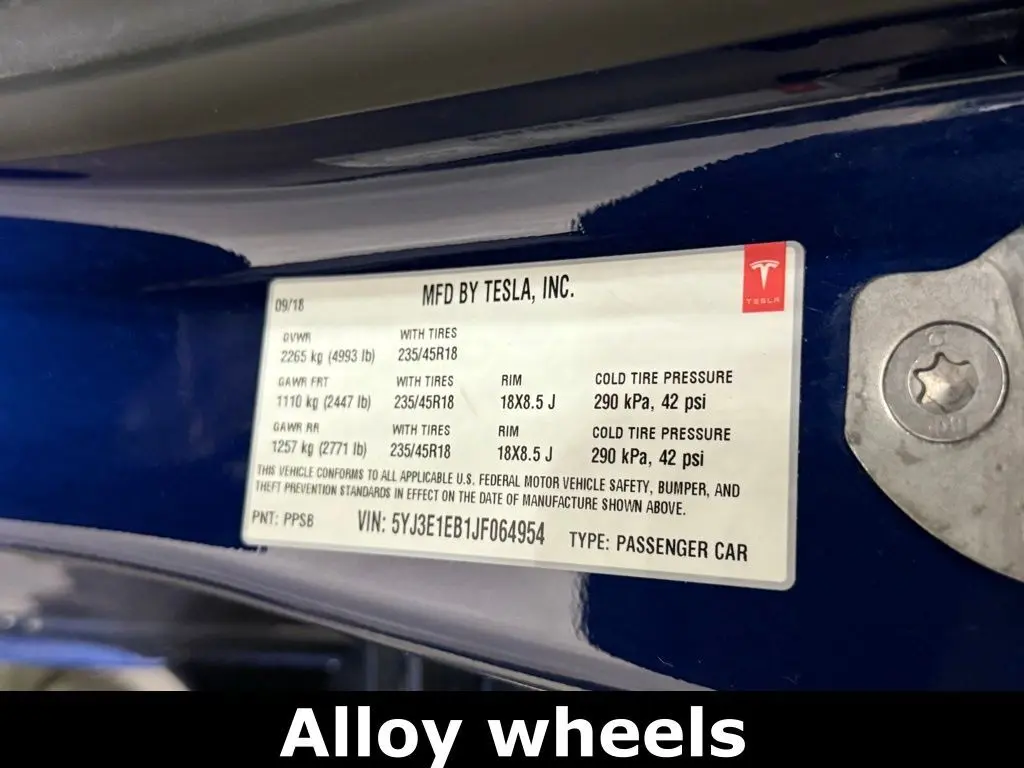 09/18 MFD BY TESLA, INC.
TESLA
GVWR WITH TIRES
2265 kg (4993 lb) 235/45R18
GAWR FRT WITH TIRES RIM COLD TIRE PRESSURE
1110 kg (2447 lb) 235/45R18 18X8.5 J 290 kPa, 42 psi
GAWR RR WITH TIRES RIM COLD TIRE PRESSURE
1257 kg (2771 lb) 235/45R18 18X8.5 J 290 kPa, 42 psi
THIS VEHICLE CONFORMS TO ALL APPLICABLE U.S. FEDERAL MOTOR VEHICLE SAFETY, BUMPER, AND
THEFT PREVENTION STANDARDS IN EFFECT ON THE DATE OF MANUFACTURE SHOWN ABOVE.
PNT: PPSB VIN: 5YJ3E1EB1JF064954 TYPE: PASSENGER CAR
Alloy wheels